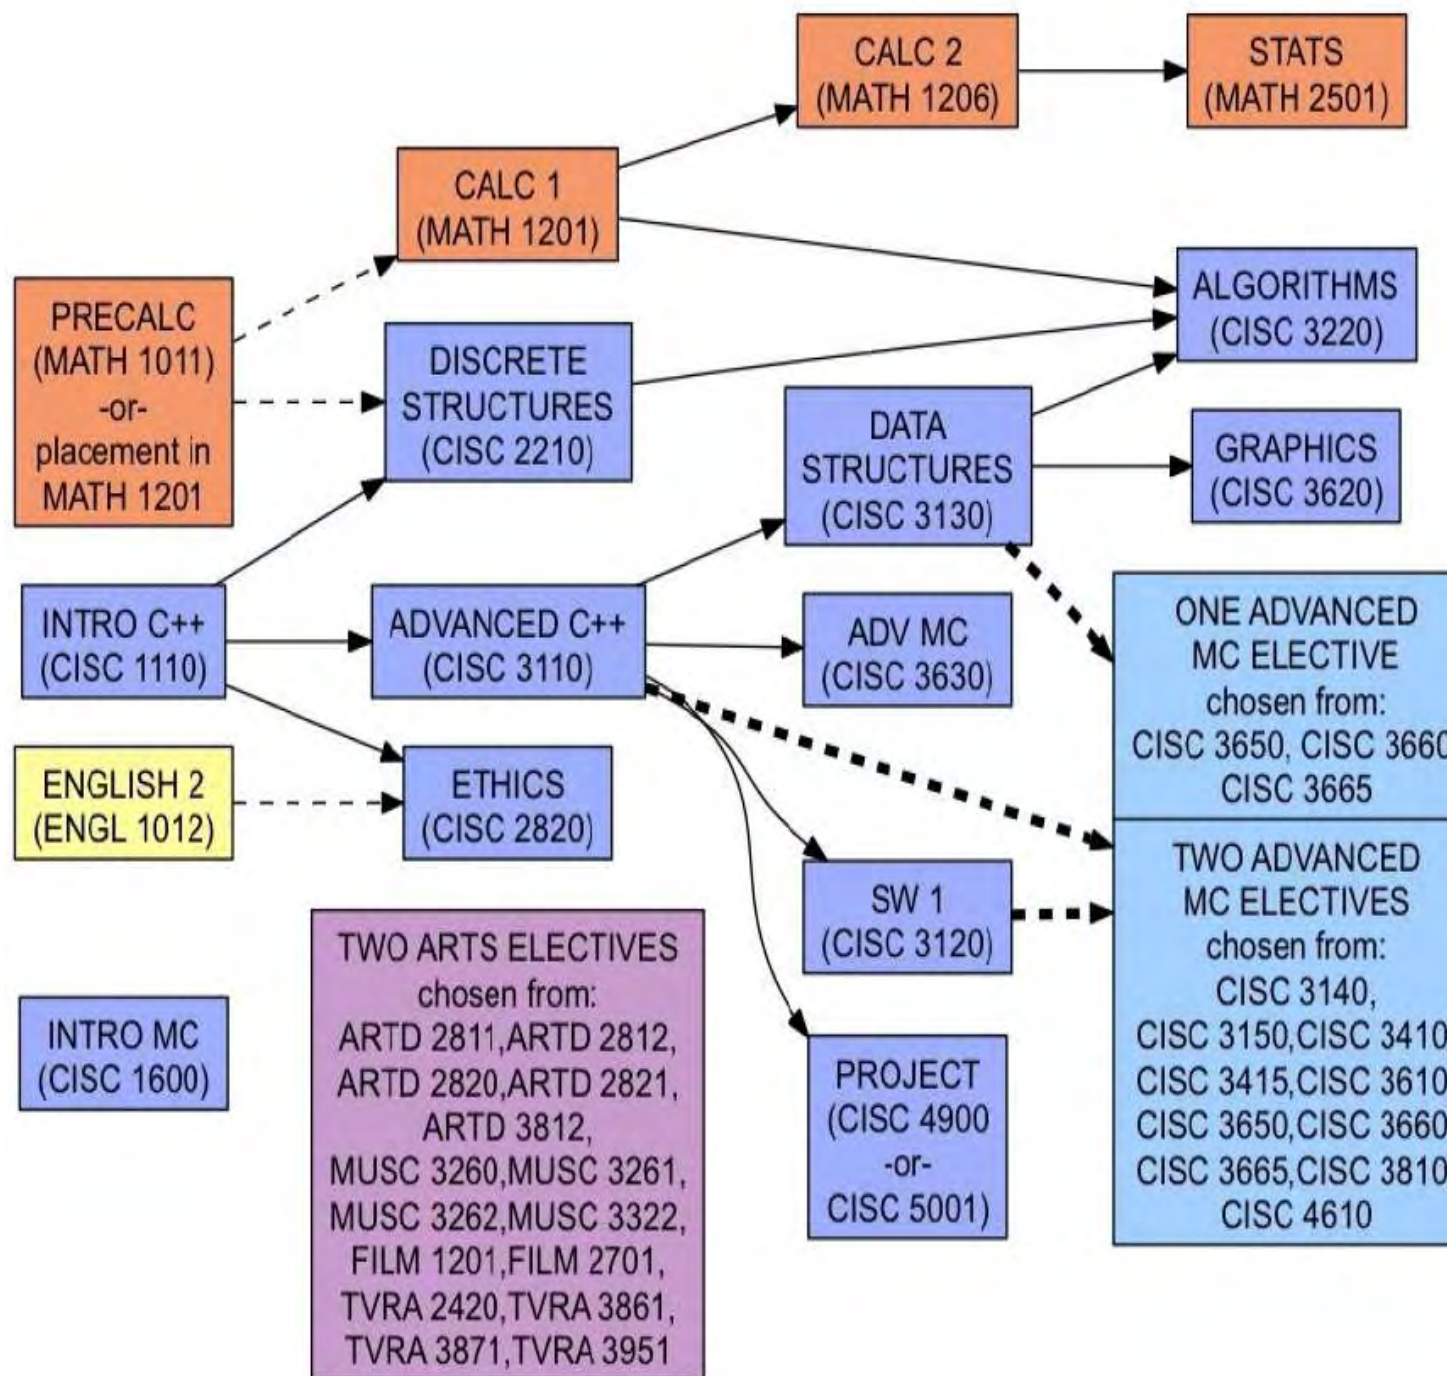 CALC 2
(MATH 1206)
STATS
(MATH 2501)
CALC 1
(MATH 1201)
PRECALC
(MATH 1011)
-or-
placement in
MATH 1201
DISCRETE
STRUCTURES
(CISC 2210)
ALGORITHMS
(CISC 3220)
DATA
STRUCTURES
(CISC 3130)
GRAPHICS
(CISC 3620)
INTRO C++
(CISC 1110)
ADVANCED C++
(CISC 3110)
ADV MC
(CISC 3630)
ONE ADVANCED
MC ELECTIVE
chosen from:
CISC 3650, CISC 3660
CISC 3665
ENGLISH 2
(ENGL 1012)
ETHICS
(CISC 2820)
SW 1
(CISC 3120)
TWO ADVANCED
MC ELECTIVES
chosen from:
CISC 3140,
CISC 3150,CISC 3410
CISC 3415,CISC 3610
CISC 3650,CISC 3660
CISC 3665,CISC 3810
CISC 4610
INTRO MC
(CISC 1600)
TWO ARTS ELECTIVES
chosen from:
ARTD 2811,ARTD 2812,
ARTD 2820,ARTD 2821,
ARTD 3812,
MUSC 3260,MUSC 3261,
MUSC 3262,MUSC 3322,
FILM 1201,FILM 2701,
TVRA 2420,TVRA 3861,
TVRA 3871,TVRA 3951
PROJECT
(CISC 4900
-or-
CISC 5001)